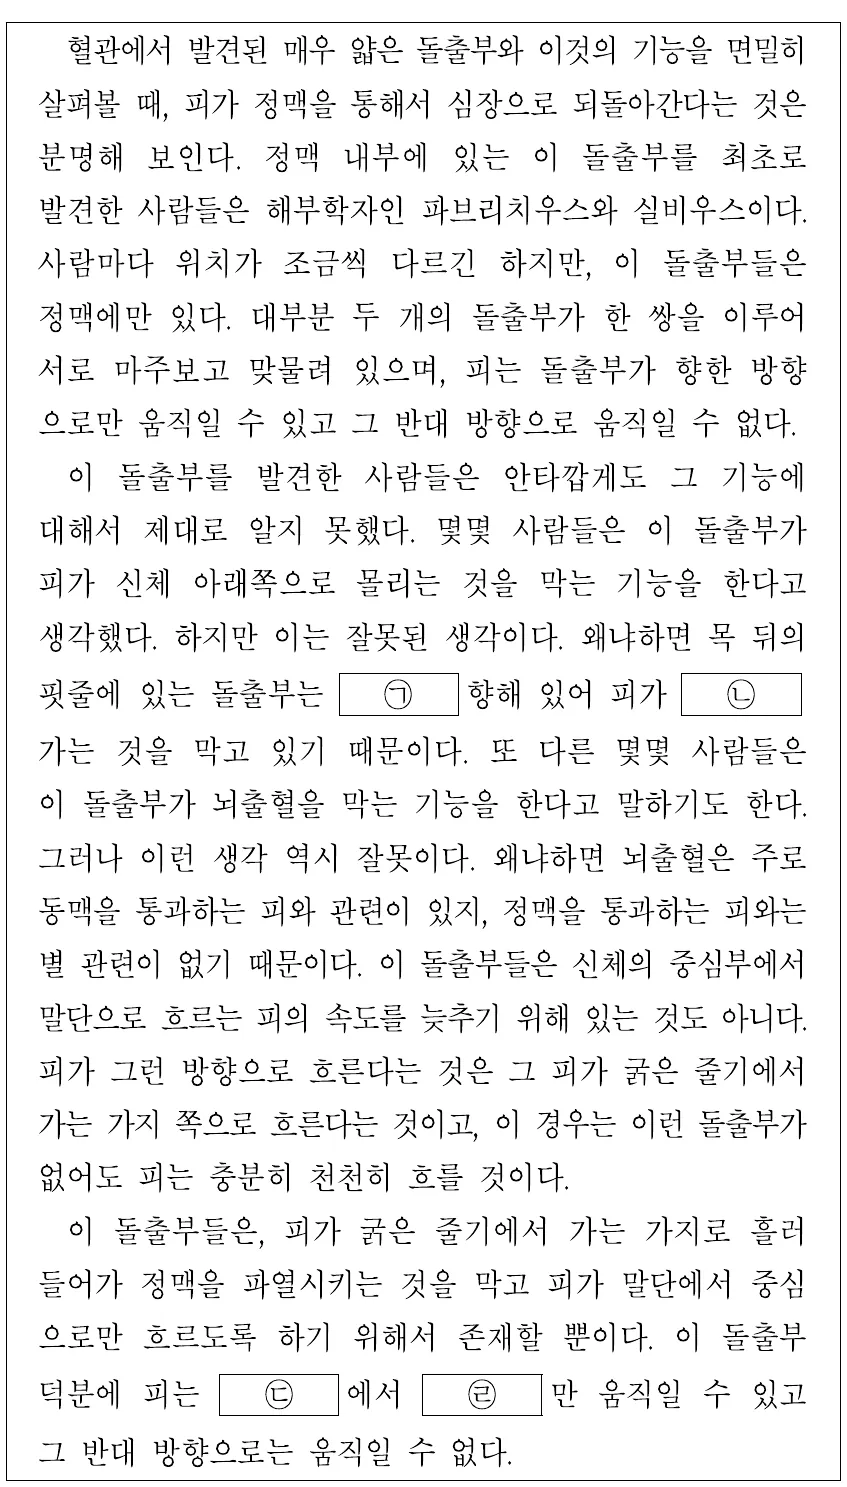 혈관에서 발견된 매우 얇은 돌출부와 이것의 기능을 면밀히
살펴볼 때, 피가 정맥을 통해서 심장으로 되돌아간다는 것은
분명해 보인다. 정맥 내부에 있는 이 돌출부를 최초로
발견한 사람들은 해부학자인 파브리치우스와 실비우스이다.
사람마다 위치가 조금씩 다르긴 하지만, 이 돌출부들은
정맥에만 있다. 대부분 두 개의 돌출부가 한 쌍을 이루어
서로 마주보고 맞물려 있으며, 피는 돌출부가 향한 방향
으로만 움직일 수 있고 그 반대 방향으로 움직일 수 없다.
이 돌출부를 발견한 사람들은 안타깝게도 그 기능에
대해서 제대로 알지 못했다. 몇몇 사람들은 이 돌출부가
피가 신체 아래쪽으로 몰리는 것을 막는 기능을 한다고
생각했다. 하지만 이는 잘못된 생각이다. 왜냐하면 목 뒤의
핏줄에 있는 돌출부는 ㉠ 향해 있어 피가 ㉡
가는 것을 막고 있기 때문이다. 또 다른 몇몇 사람들은
이 돌출부가 뇌출혈을 막는 기능을 한다고 말하기도 한다.
그러나 이런 생각 역시 잘못이다. 왜냐하면 뇌출혈은 주로
동맥을 통과하는 피와 관련이 있지, 정맥을 통과하는 피와는
별 관련이 없기 때문이다. 이 돌출부들은 신체의 중심부에서
말단으로 흐르는 피의 속도를 늦추기 위해 있는 것도 아니다.
피가 그런 방향으로 흐른다는 것은 그 피가 굵은 줄기에서
가는 가지 쪽으로 흐른다는 것이고, 이 경우는 이런 돌출부가
없어도 피는 충분히 천천히 흐를 것이다.
이 돌출부들은, 피가 굵은 줄기에서 가는 가지로 흘러
들어가 정맥을 파열시키는 것을 막고 피가 말단에서 중심
으로만 흐르도록 하기 위해서 존재할 뿐이다. 이 돌출부
덕분에 피는 ㉢ 에서 ㉣ 만 움직일 수 있고
그 반대 방향으로는 움직일 수 없다.